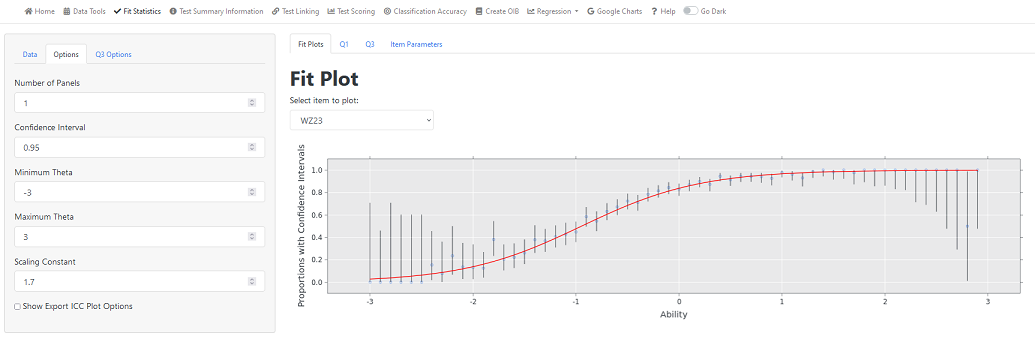 Home Data Tools Fit Statistics Test Summary Information Test Linking Test Scoring Classification Accuracy Create OIB Regression Google Charts Help Go Dark
Data Options Q3 Options
Number of Panels
1
Confidence Interval
0.95
Minimum Theta
-3
Maximum Theta
3
Scaling Constant
1.7
Show Export ICC Plot Options
Fit Plots Q1 Q3 Item Parameters
Fit Plot
Select item to plot:
WZ23
Proportions with Confidence Intervals
1.0
0.8
0.6
0.4
0.2
0.0
-3 -2 -1 0 1 2 3
Ability